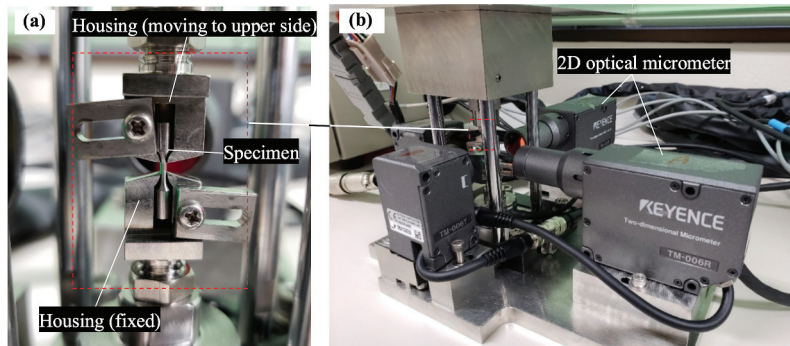 (a)
Housing (moving to upper side)
Specimen
Housing (fixed)
(b)
2D optical micrometer
KEYENCE
KEYENCE
Two-dimensional Micrometer
TM-006R
TM-006T